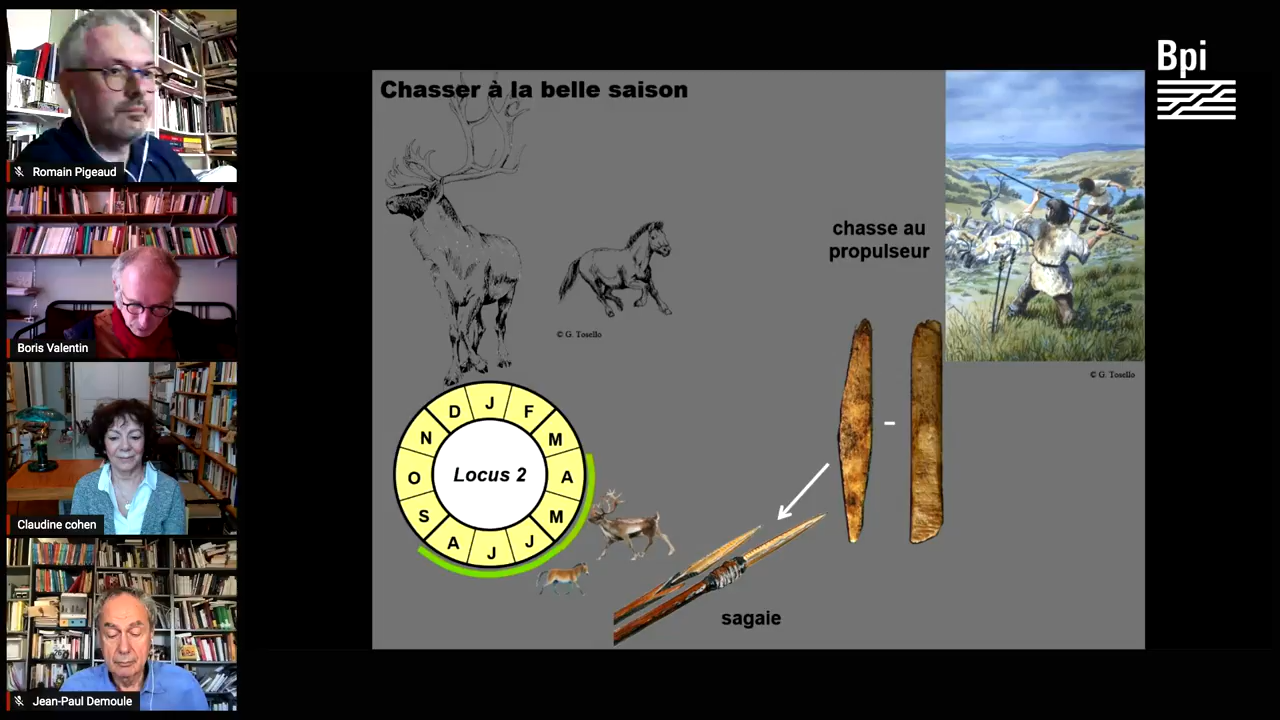 Romain Pigeaud
Boris Valentin
Claudine cohen
Jean-Paul Demoule
Chasser à la belle saison
© G. Tosello
chasse au
propulseur
© G. Tosello
J
F
M
A
M
J
J
A
S
O
N
D
Locus 2
sagaie
Bpi